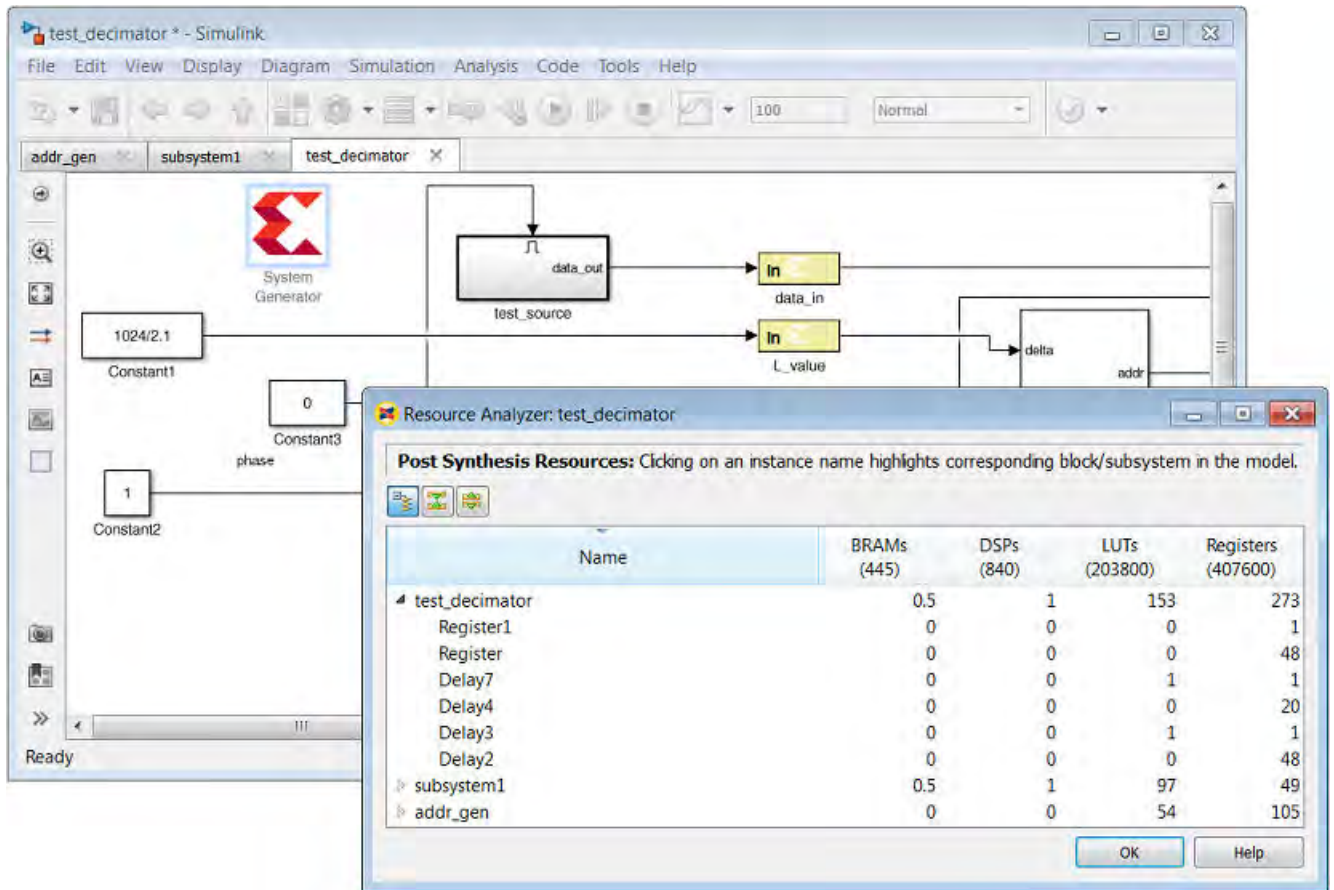 test_decimator * - Simulink
File Edit View Display Diagram Simulation Analysis Code Tools Help
100 Normal
addr_gen subsystem1 test_decimator
System
Generator
data_out
test_source
In
data_in
1024/2.1
Constant1
In
L_value
delta
addr
0
Constant3
phase
1
Constant2
Ready
Resource Analyzer: test_decimator
Post Synthesis Resources: Clicking on an instance name highlights corresponding block/subsystem in the model.
Name BRAMs (445) DSPs (840) LUTs (203800) Registers (407600)
test_decimator 0.5 1 153 273
Register1 0 0 0 1
Register 0 0 0 48
Delay7 0 0 1 1
Delay4 0 0 0 20
Delay3 0 0 1 1
Delay2 0 0 0 48
subsystem1 0.5 1 97 49
addr_gen 0 0 54 105
OK Help